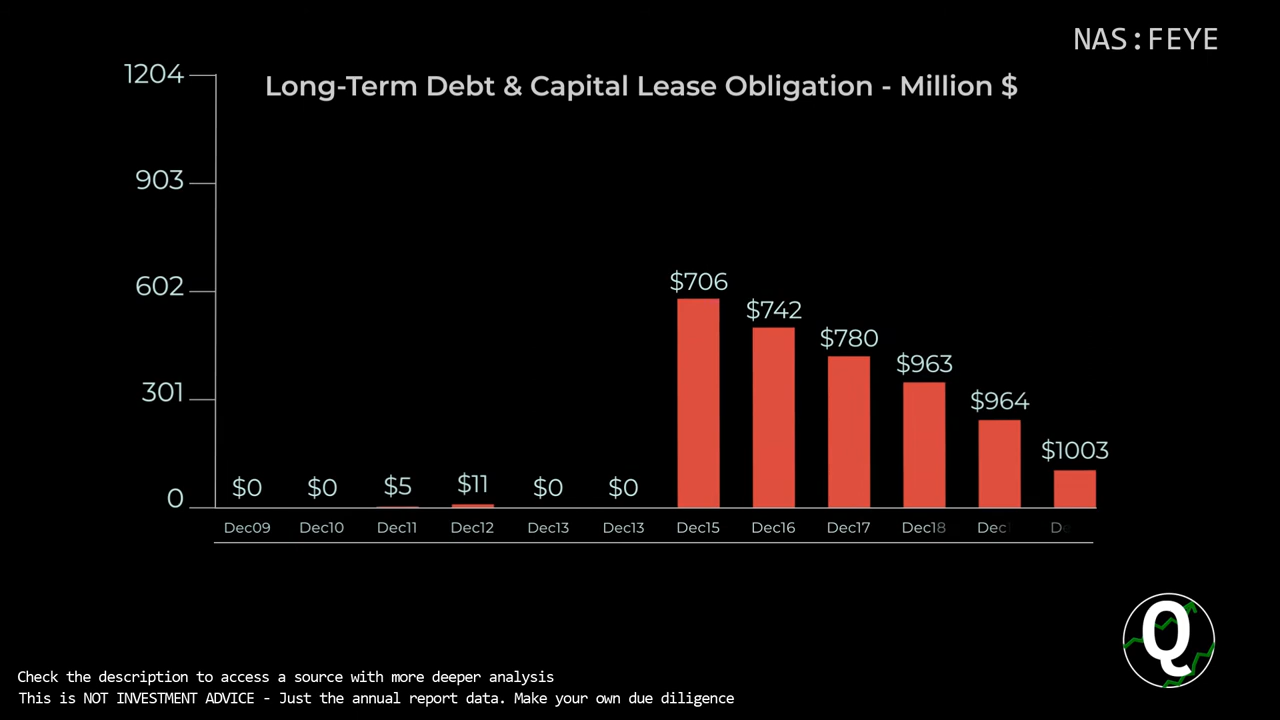 NAS:FEYE
Long-Term Debt & Capital Lease Obligation - Million $
1204
903
602
301
0
$0 $0 $5 $11 $0 $0 $706 $742 $780 $963 $964 $1003
Dec09 Dec10 Dec11 Dec12 Dec13 Dec13 Dec15 Dec16 Dec17 Dec18 Dec De
Q
Check the description to access a source with more deeper analysis
This is NOT INVESTMENT ADVICE - Just the annual report data. Make your own due diligence